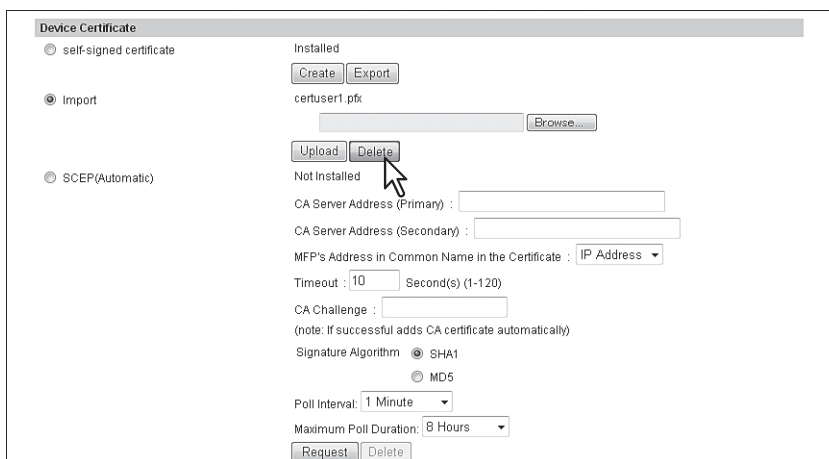 Device Certificate
self-signed certificate Installed
Create Export
Import certuser1.pfx
Browse...
Upload Delete
SCEP(Automatic) Not Installed
CA Server Address (Primary) :
CA Server Address (Secondary) :
MFP's Address in Common Name in the Certificate : IP Address
Timeout : 10 Second(s) (1-120)
CA Challenge :
(note: If successful adds CA certificate automatically)
Signature Algorithm SHA1
MD5
Poll Interval: 1 Minute
Maximum Poll Duration: 8 Hours
Request Delete